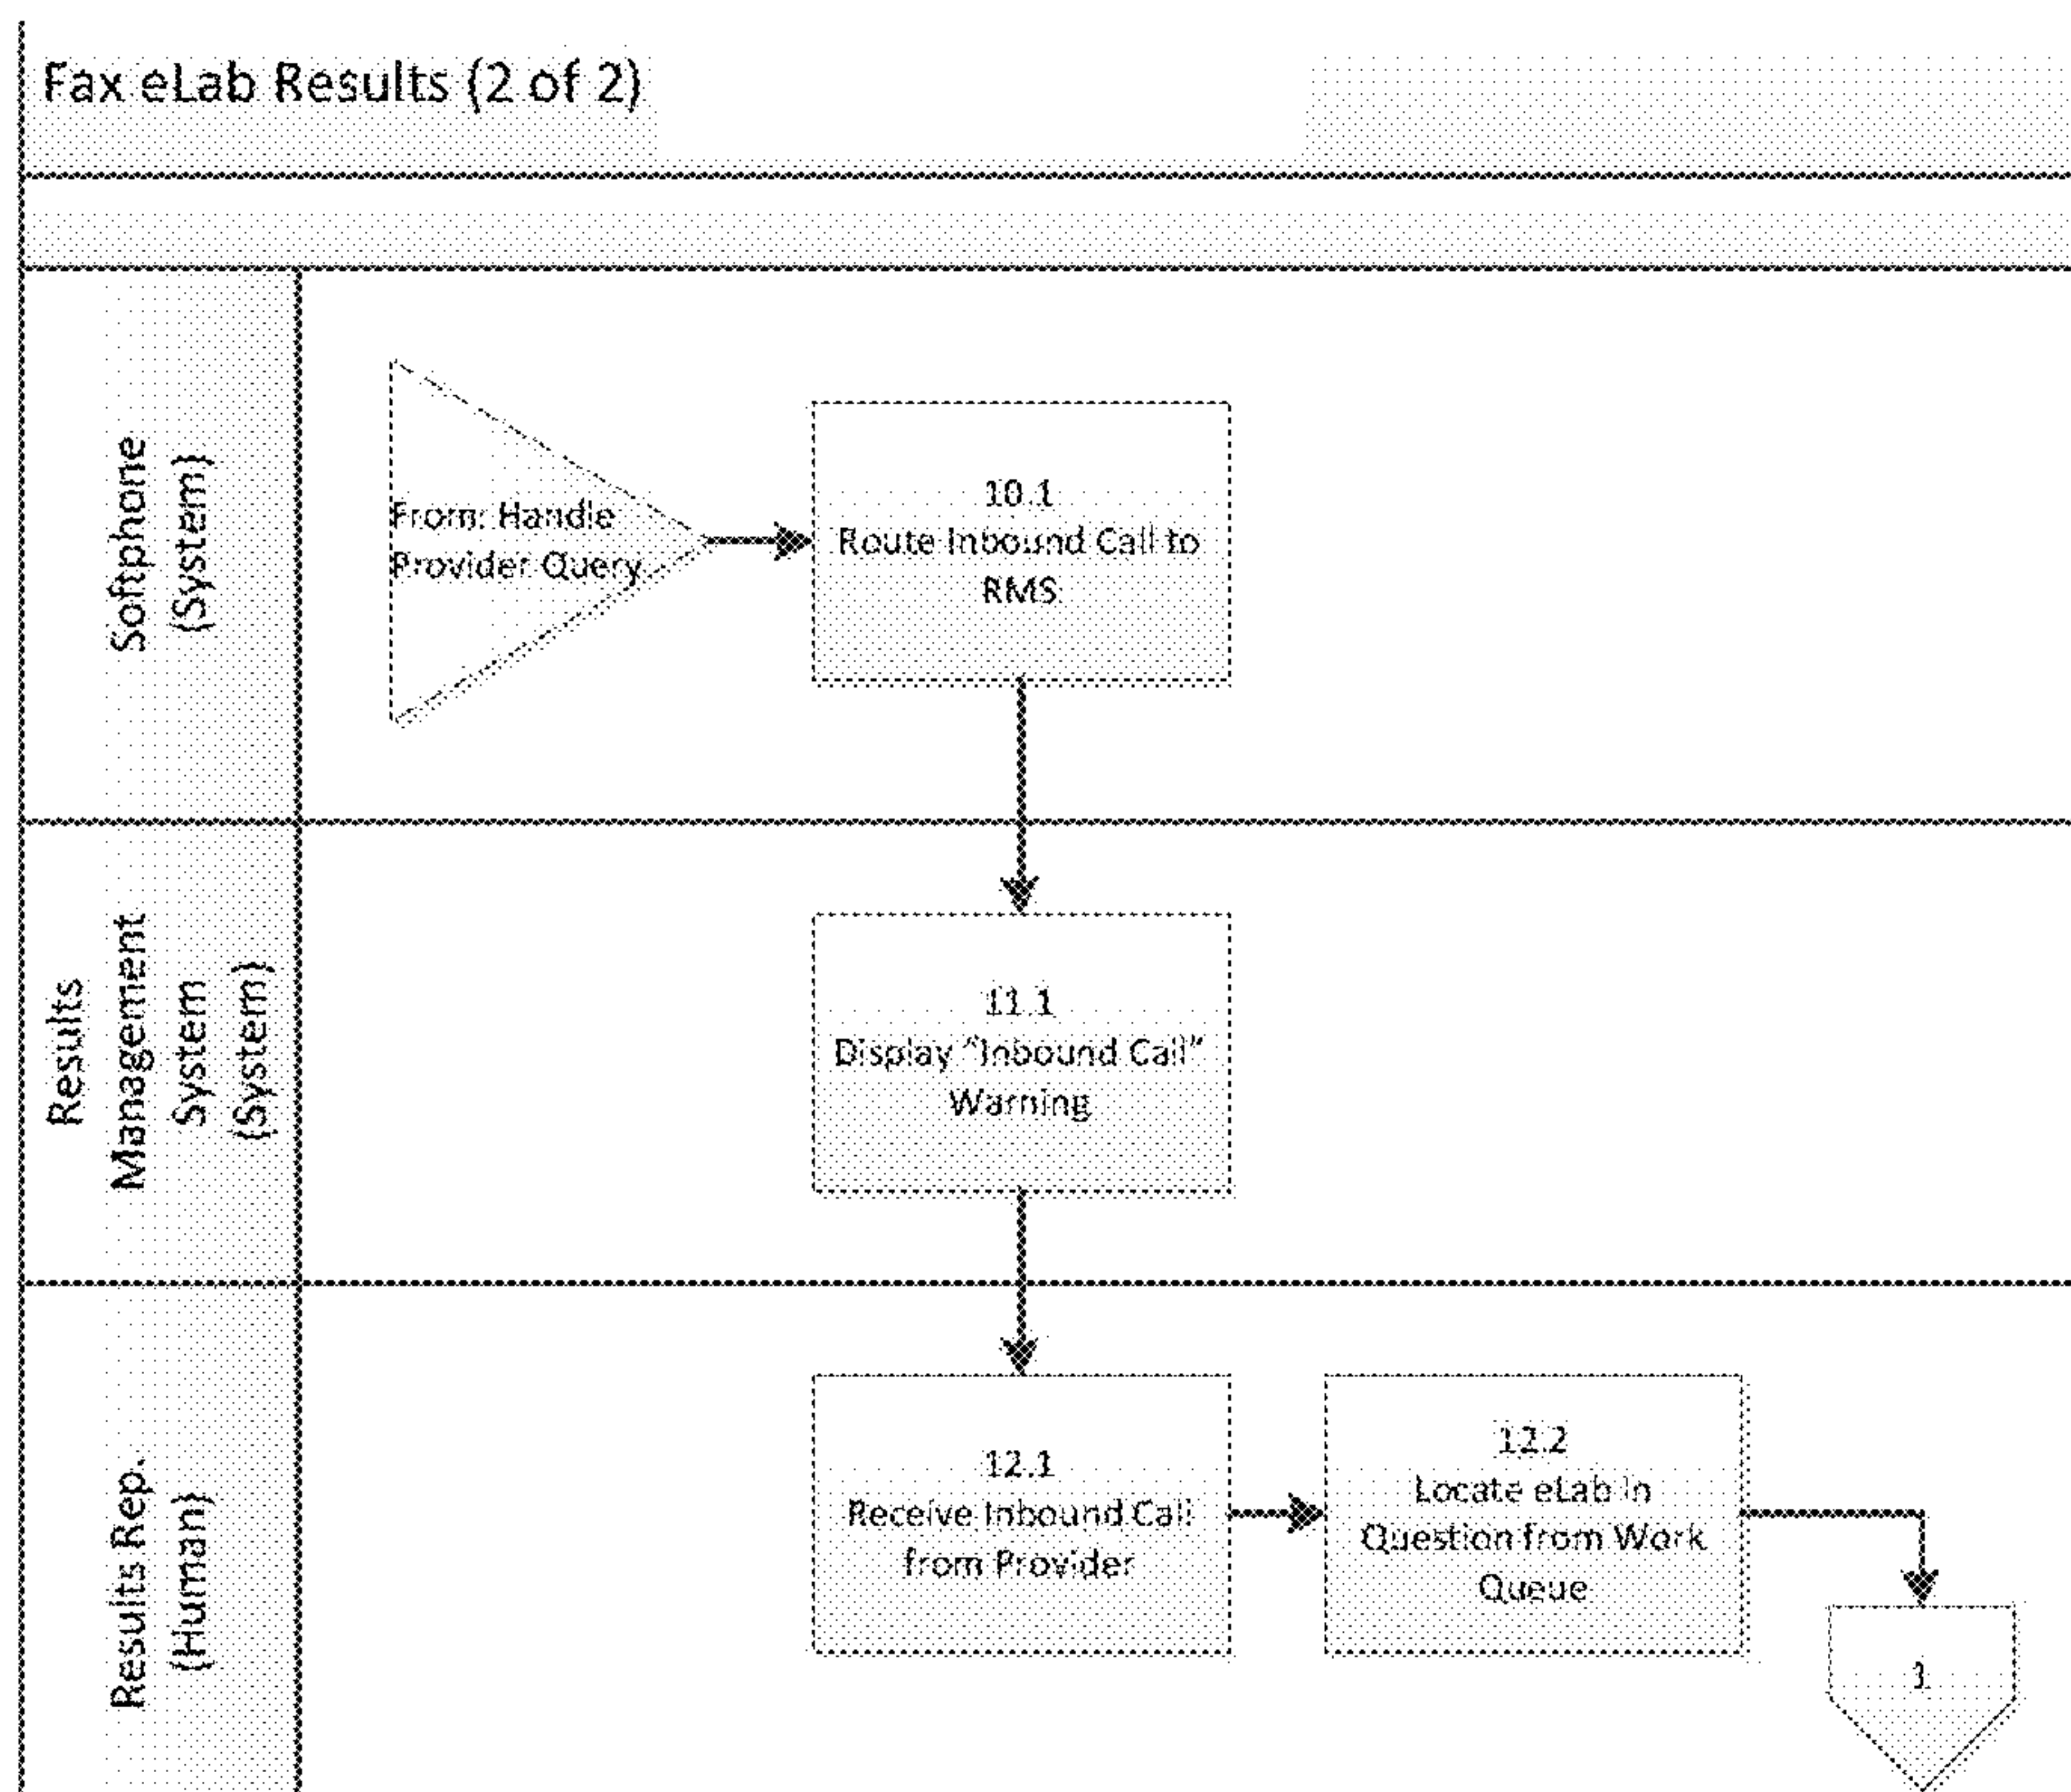 Fax eLab Results (2 of 2)
Softphone
(System)
From: Handle
Provider Query
10.1
Route Inbound Call to
RMS
Results
Management
System
(System)
11.1
Display “Inbound Call”
Warning
Results Rep.
(Human)
12.1
Receive Inbound Call
from Provider
12.2
Locate eLab in
Question from Work
Queue
1